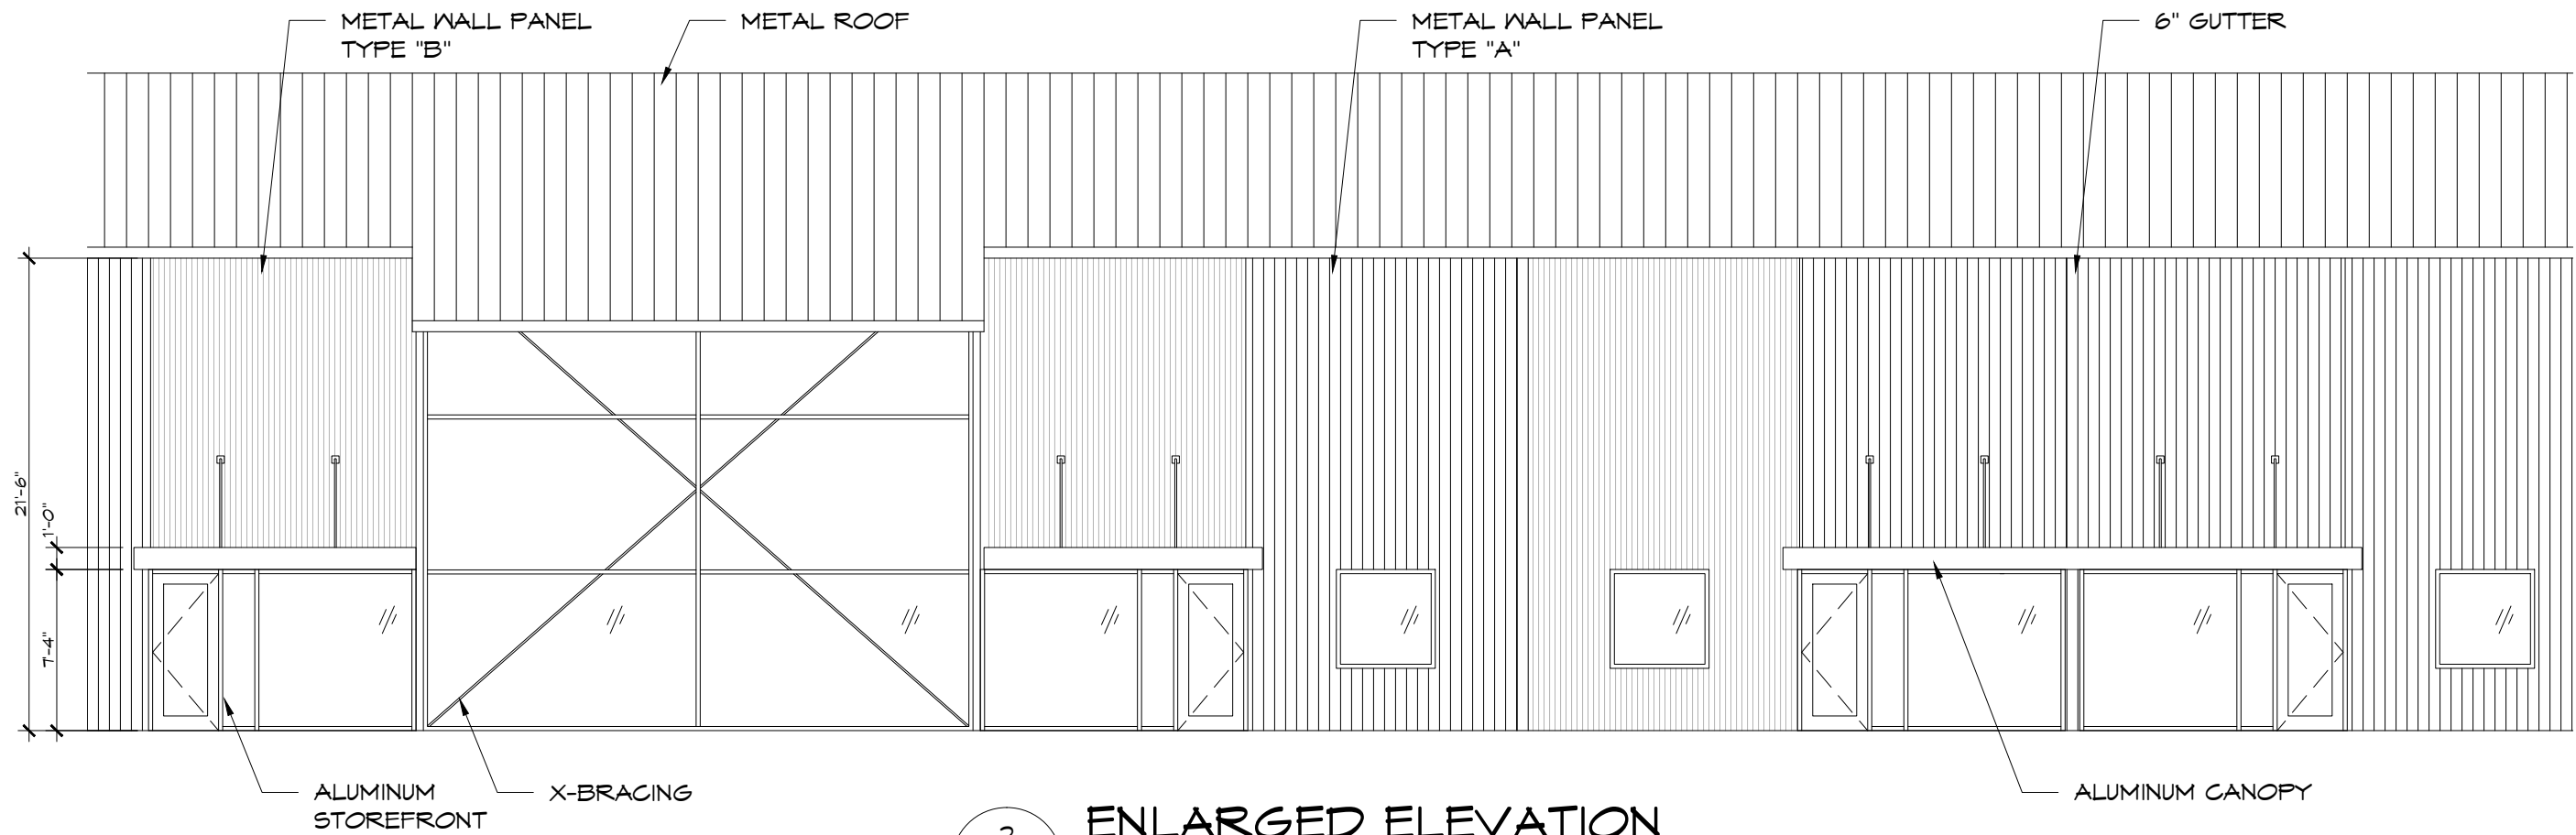 METAL WALL PANEL
TYPE "B"
METAL ROOF
METAL WALL PANEL
TYPE "A"
6" GUTTER
21'-6"
1'-0"
7'-4"
ALUMINUM
STOREFRONT
X-BRACING
ALUMINUM CANOPY
ENLARGED ELEVATION